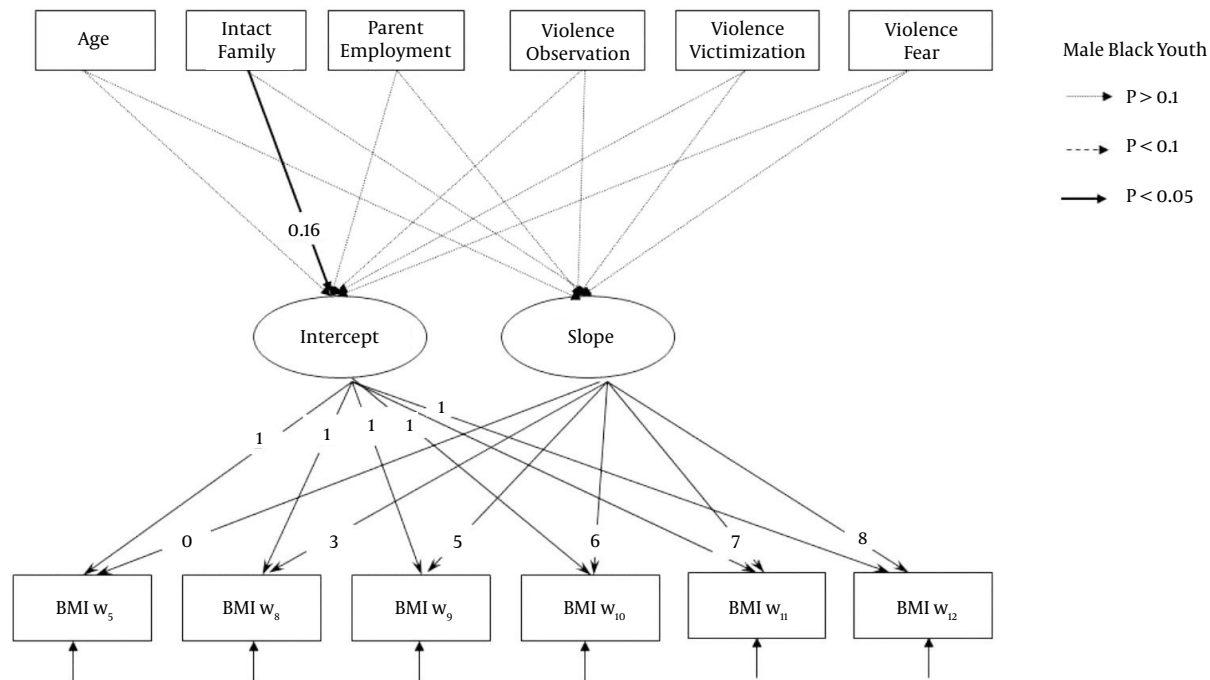 Age
Intact
Family
Parent
Employment
Violence
Observation
Violence
Victimization
Violence
Fear
Male Black Youth
P > 0.1
P < 0.1
P < 0.05
0.16
Intercept
Slope
1
1
1
1
1
0
3
5
6
7
8
BMI w₅
BMI w₈
BMI w₉
BMI w₁₀
BMI w₁₁
BMI w₁₂